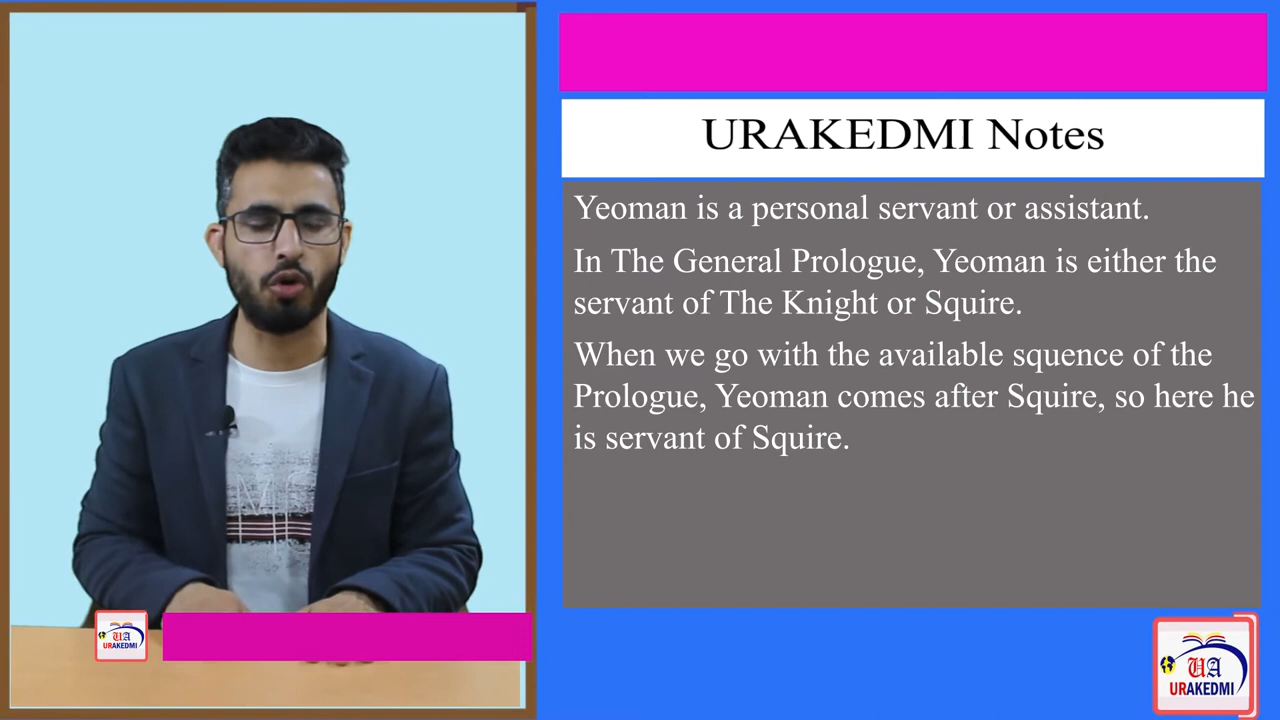 URAKEDMI Notes
Yeoman is a personal servant or assistant.
In The General Prologue, Yeoman is either the
servant of The Knight or Squire.
When we go with the available squence of the
Prologue, Yeoman comes after Squire, so here he
is servant of Squire.
UA
URAKEDMI
UA
URAKEDMI